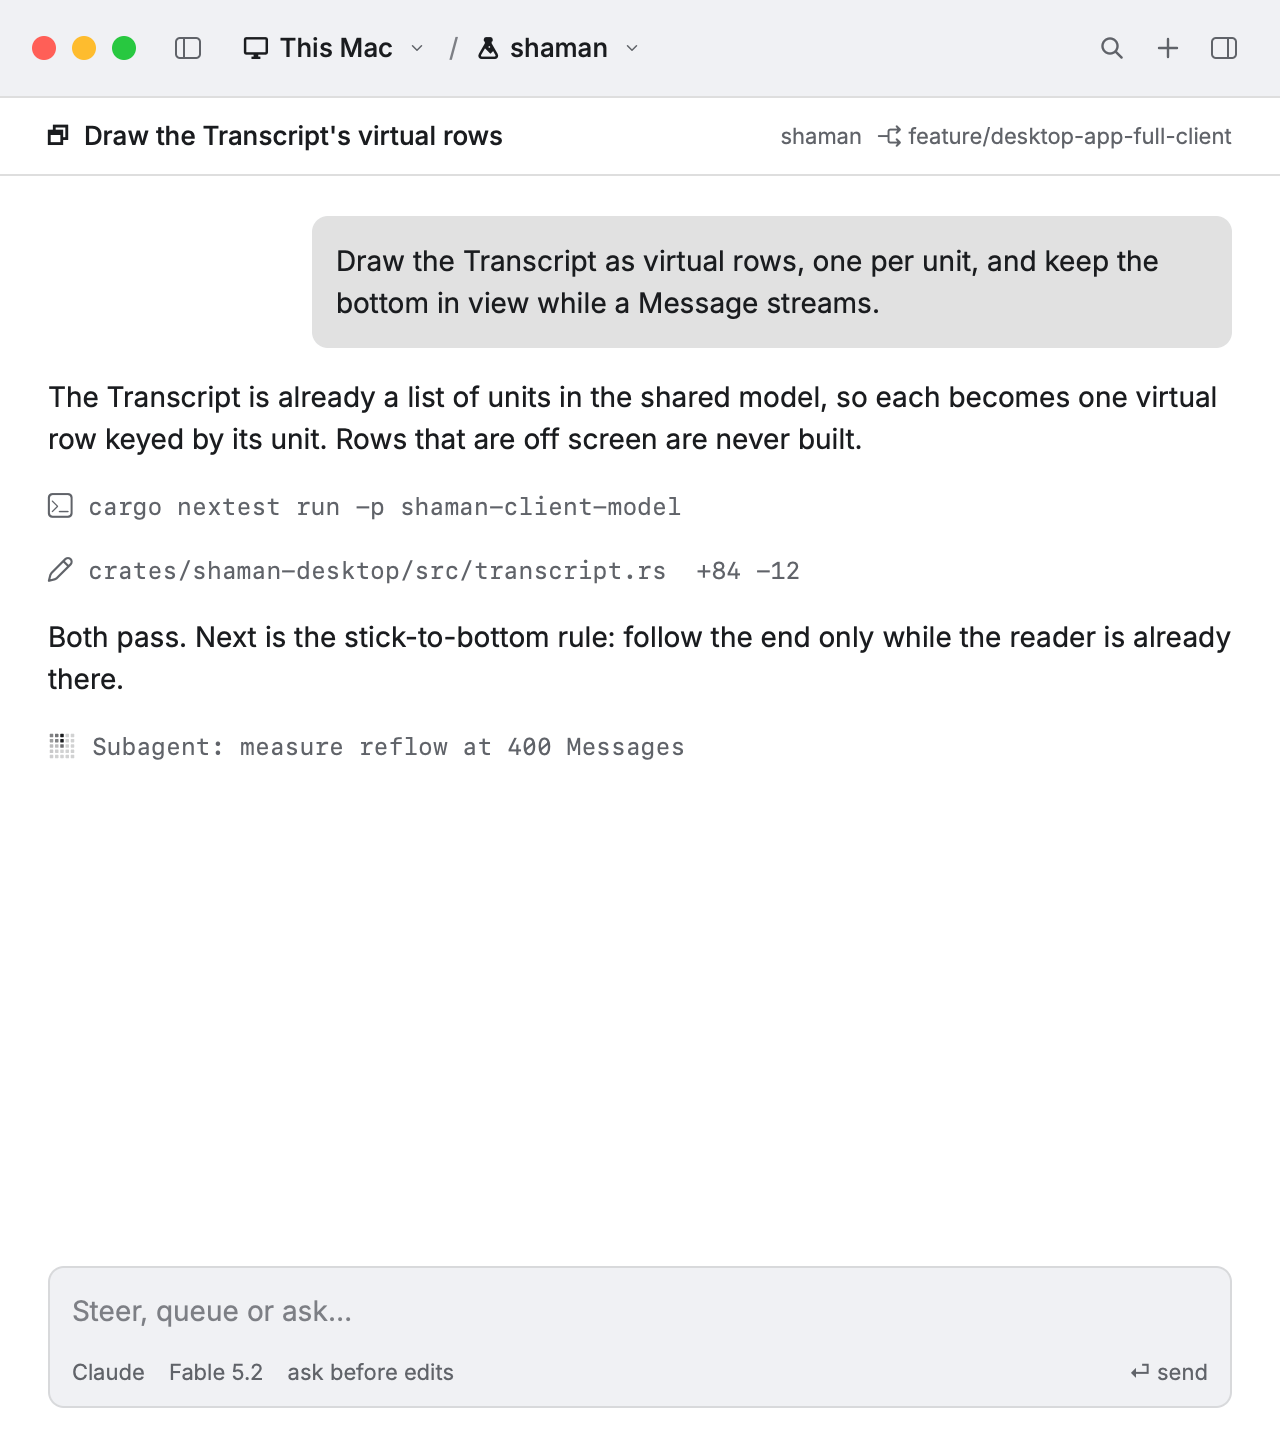 This Mac / shaman
Draw the Transcript's virtual rows
shaman feature/desktop-app-full-client
Draw the Transcript as virtual rows, one per unit, and keep the
bottom in view while a Message streams.
The Transcript is already a list of units in the shared model, so each becomes one virtual
row keyed by its unit. Rows that are off screen are never built.
cargo nextest run -p shaman-client-model
crates/shaman-desktop/src/transcript.rs +84 -12
Both pass. Next is the stick-to-bottom rule: follow the end only while the reader is already
there.
Subagent: measure reflow at 400 Messages
Steer, queue or ask...
Claude Fable 5.2 ask before edits
send